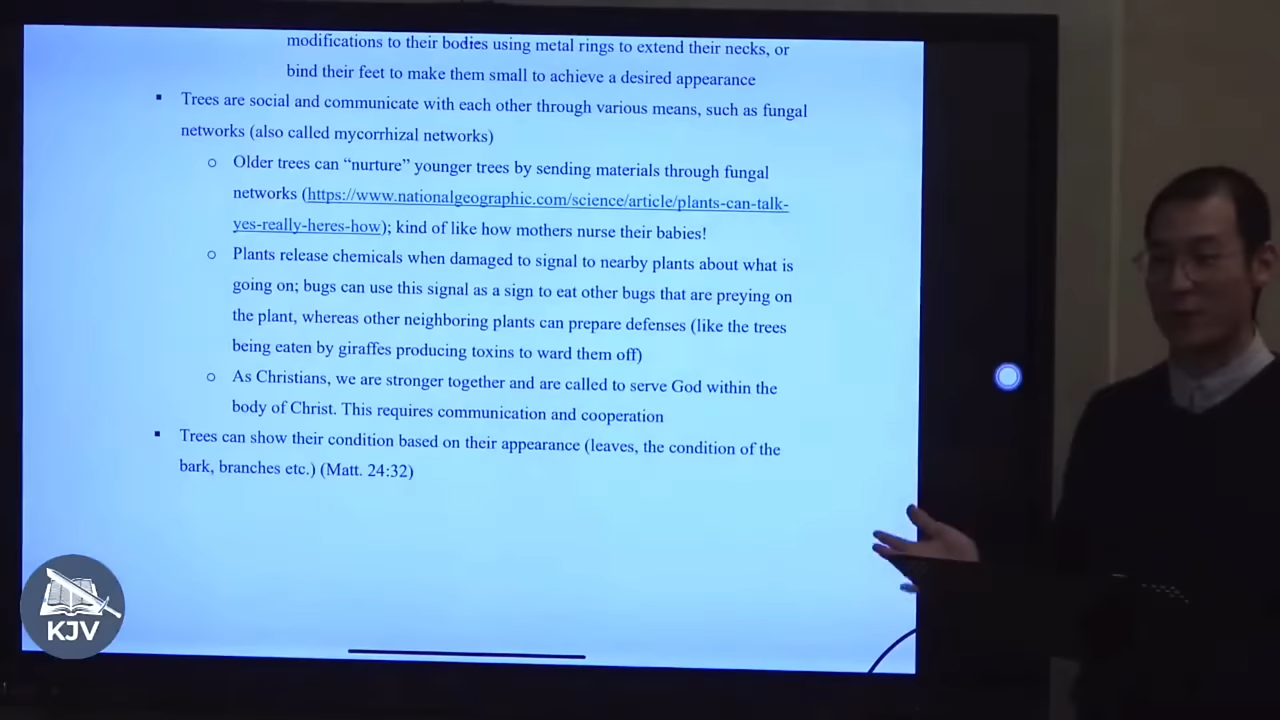 modifications to their bodies using metal rings to extend their necks, or
bind their feet to make them small to achieve a desired appearance
▪ Trees are social and communicate with each other through various means, such as fungal
networks (also called mycorrhizal networks)
o Older trees can “nurture” younger trees by sending materials through fungal
networks (https://www.nationalgeographic.com/science/article/plants-can-talk-
yes-really-heres-how); kind of like how mothers nurse their babies!
o Plants release chemicals when damaged to signal to nearby plants about what is
going on; bugs can use this signal as a sign to eat other bugs that are preying on
the plant, whereas other neighboring plants can prepare defenses (like the trees
being eaten by giraffes producing toxins to ward them off)
o As Christians, we are stronger together and are called to serve God within the
body of Christ. This requires communication and cooperation
▪ Trees can show their condition based on their appearance (leaves, the condition of the
bark, branches etc.) (Matt. 24:32)
KJV